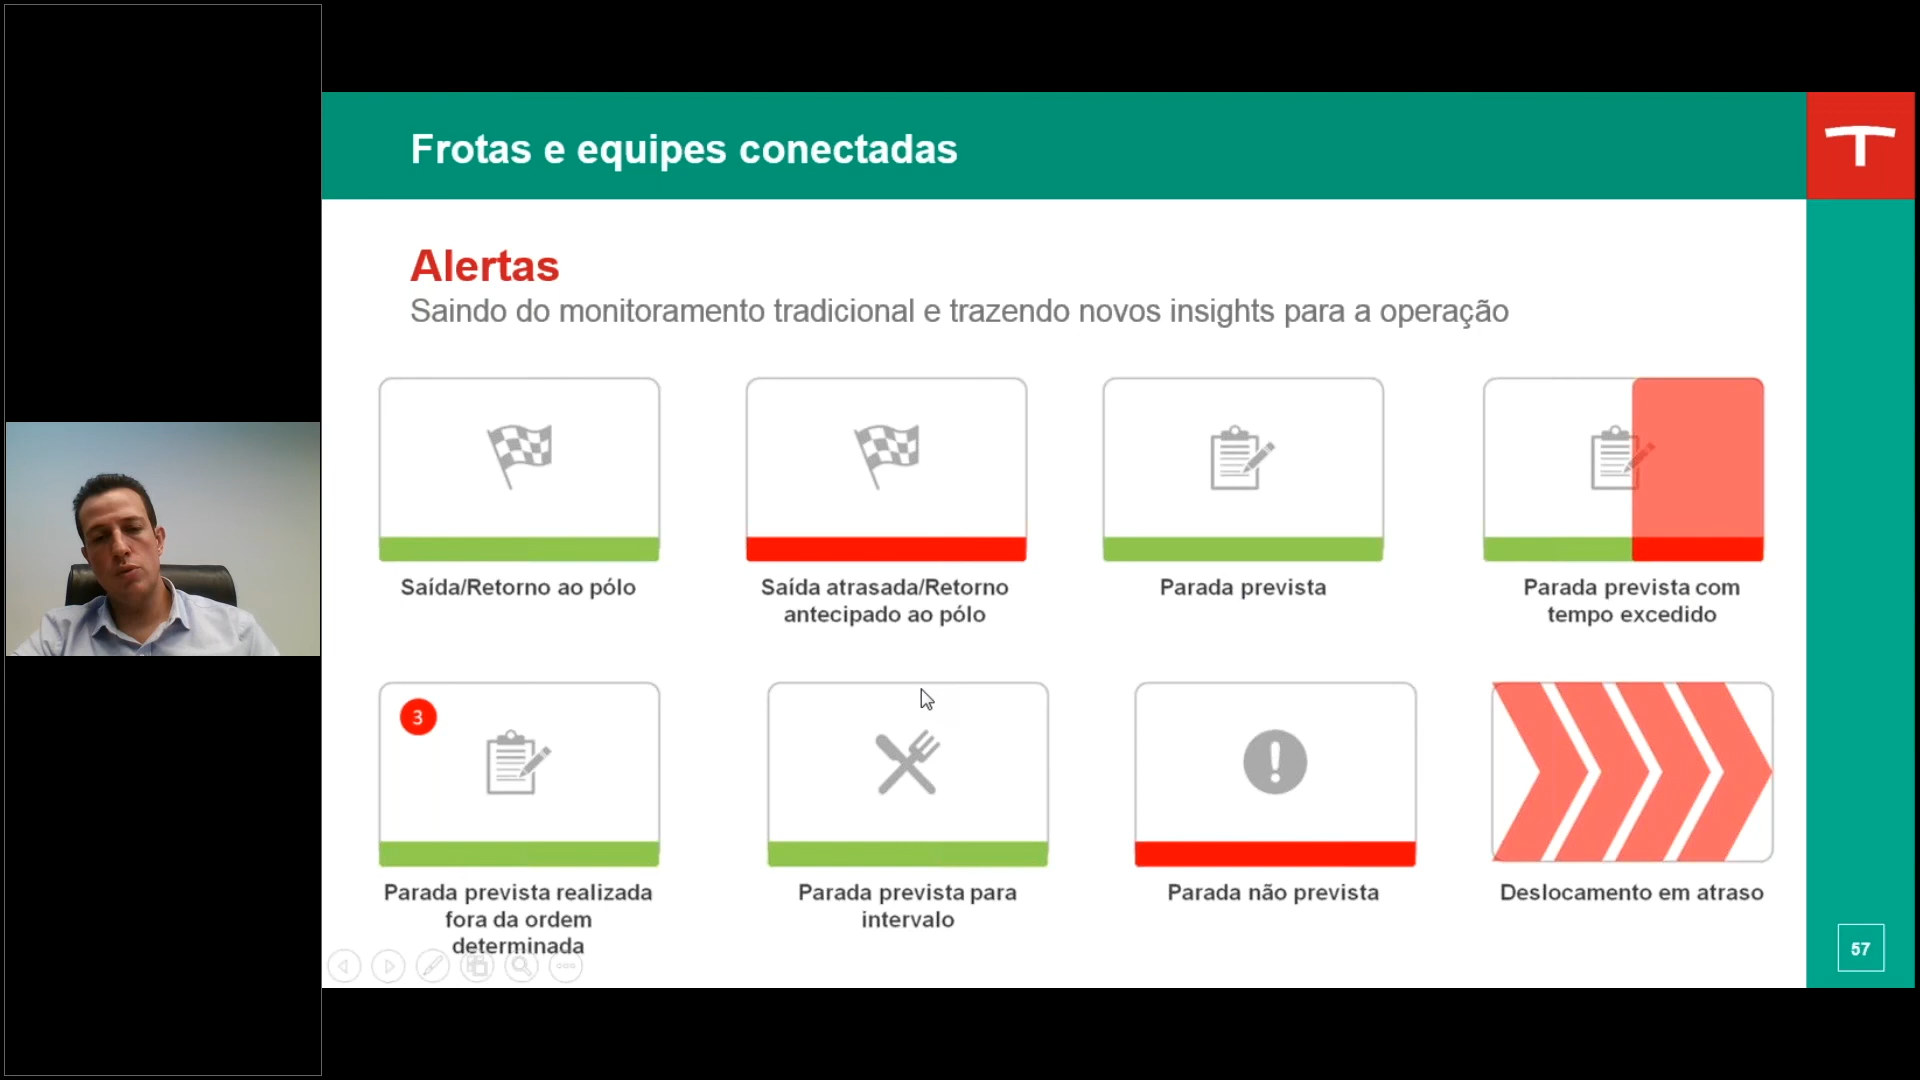 Frotas e equipes conectadas
Alertas
Saindo do monitoramento tradicional e trazendo novos insights para a operação
Saída/Retorno ao pólo
Saída atrasada/Retorno
antecipado ao pólo
Parada prevista
Parada prevista com
tempo excedido
3
Parada prevista realizada
fora da ordem
determinada
Parada prevista para
intervalo
Parada não prevista
Deslocamento em atraso
57